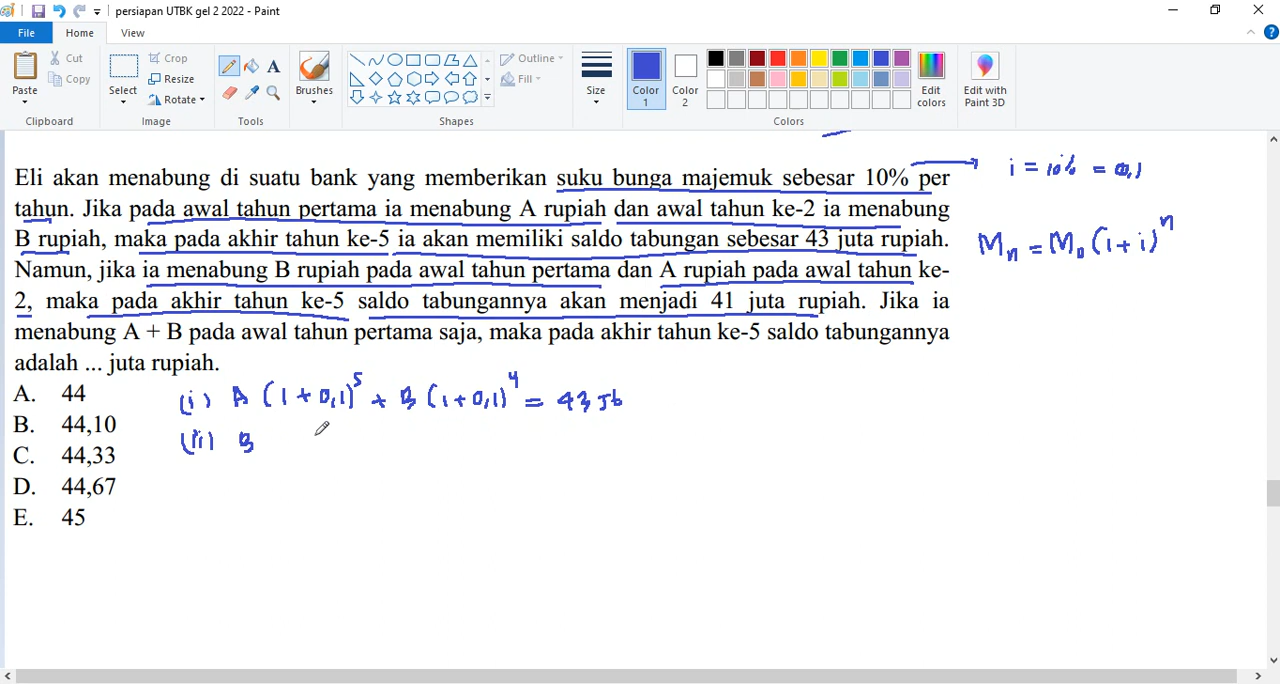 persiapan UTBK gel 2 2022 - Paint
File Home View
Paste Cut Copy Select Crop Resize Rotate A Brushes Outline Fill Size Color 1 Color 2 Edit colors Edit with Paint 3D
Clipboard Image Tools Shapes Colors
Eli akan menabung di suatu bank yang memberikan suku bunga majemuk sebesar 10% per
i = 10% = 0,1
tahun. Jika pada awal tahun pertama ia menabung A rupiah dan awal tahun ke-2 ia menabung
B rupiah, maka pada akhir tahun ke-5 ia akan memiliki saldo tabungan sebesar 43 juta rupiah.
Mn = M0 (1+i)^n
Namun, jika ia menabung B rupiah pada awal tahun pertama dan A rupiah pada awal tahun ke-
2, maka pada akhir tahun ke-5 saldo tabungannya akan menjadi 41 juta rupiah. Jika ia
menabung A + B pada awal tahun pertama saja, maka pada akhir tahun ke-5 saldo tabungannya
adalah ... juta rupiah.
A. 44
(i) A (1+0,1)^5 + B (1+0,1)^4 = 43 Jt
B. 44,10
(ii) B
C. 44,33
D. 44,67
E. 45